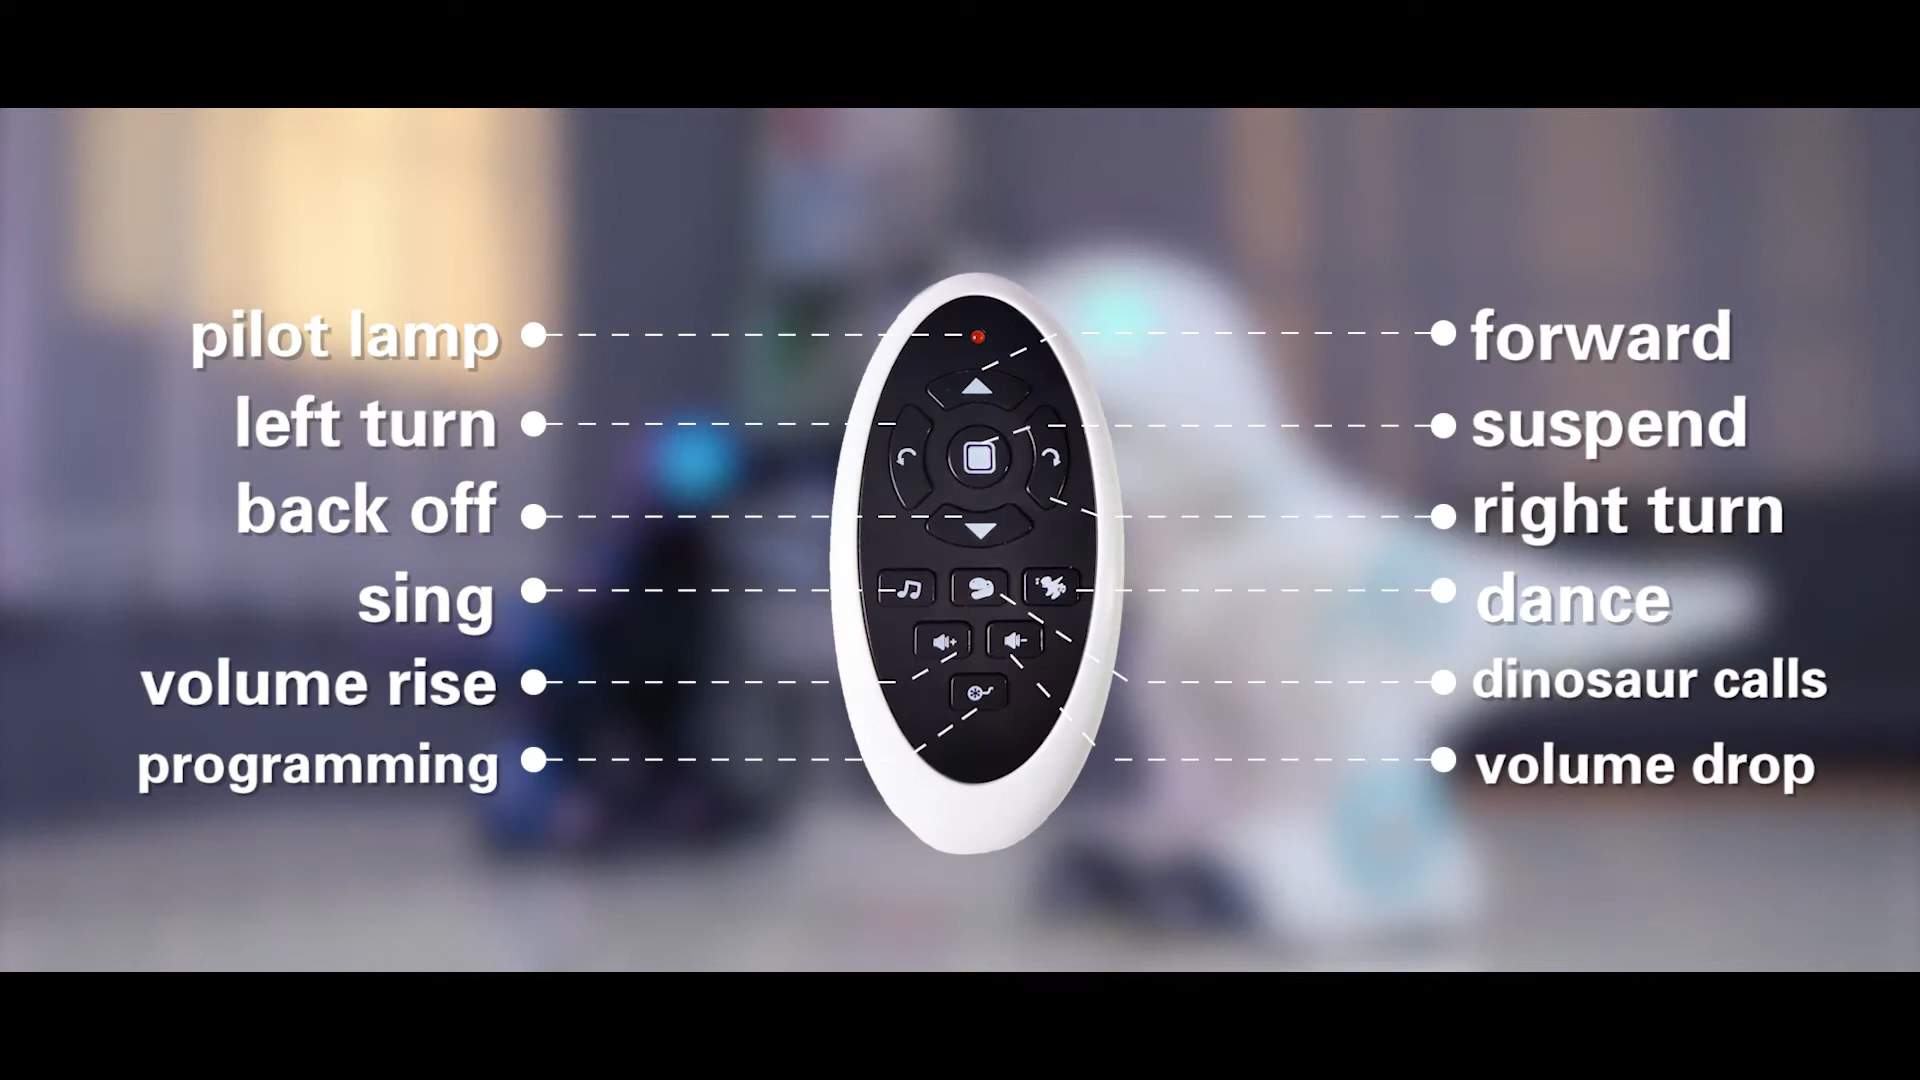 pilot lamp
left turn
back off
sing
volume rise
programming
forward
suspend
right turn
dance
dinosaur calls
volume drop